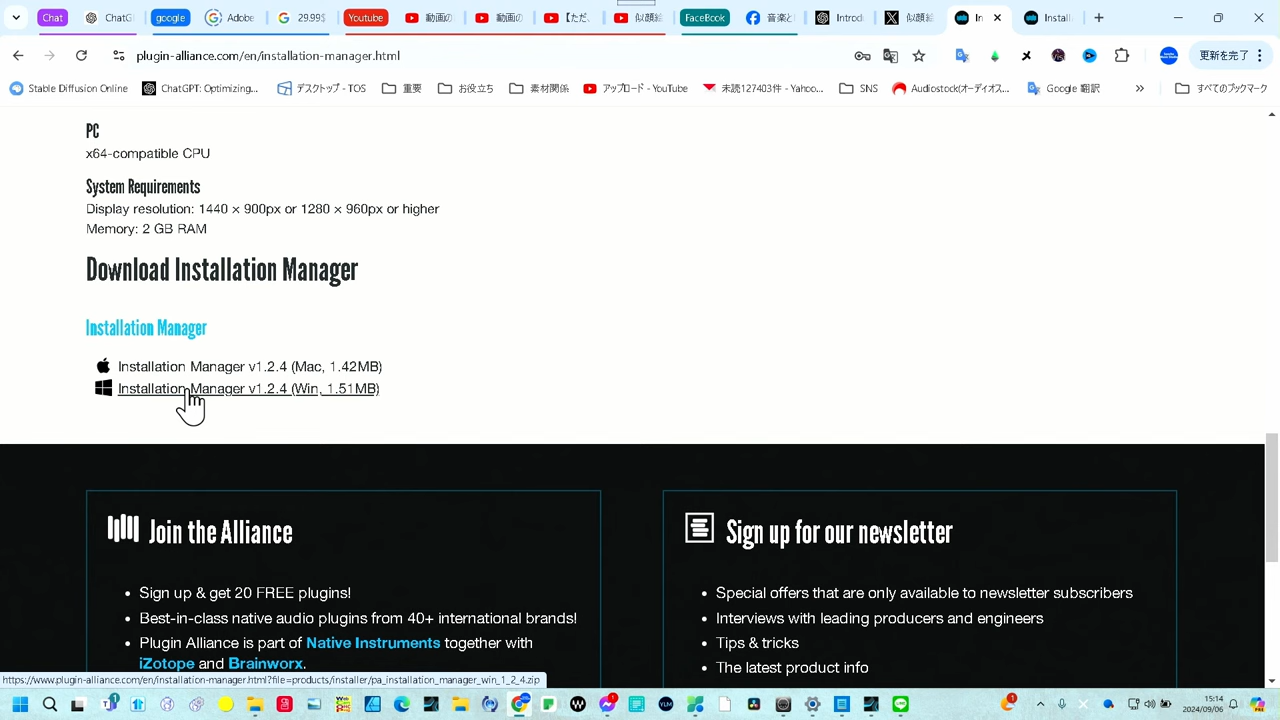 Chat
ChatG
google
Adobe
29.99$
Youtube
動画の
動画の
【ただ.
似顔絵
FaceBook
音楽と
Introd
似顔絵
In
Install
plugin-alliance.com/en/installation-manager.html
更新を完了
Stable Diffusion Online
ChatGPT: Optimizing...
デスクトップ - TOS
重要
お役立ち
素材関係
アップロード - YouTube
未読127403件 - Yahoo...
SNS
Audiostock(オーディオス...
Google 翻訳
すべてのブックマーク
PC
x64-compatible CPU
System Requirements
Display resolution: 1440 × 900px or 1280 × 960px or higher
Memory: 2 GB RAM
Download Installation Manager
Installation Manager
Installation Manager v1.2.4 (Mac, 1.42MB)
Installation Manager v1.2.4 (Win, 1.51MB)
Join the Alliance
Sign up & get 20 FREE plugins!
Best-in-class native audio plugins from 40+ international brands!
Plugin Alliance is part of Native Instruments together with
iZotope and Brainworx.
Sign up for our newsletter
Special offers that are only available to newsletter subscribers
Interviews with leading producers and engineers
Tips & tricks
The latest product info
https://www.plugin-alliance.com/en/installation-manager.html?file=products/installer/pa_installation_manager_win_1_2_4.zip
15:14
2024/09/06